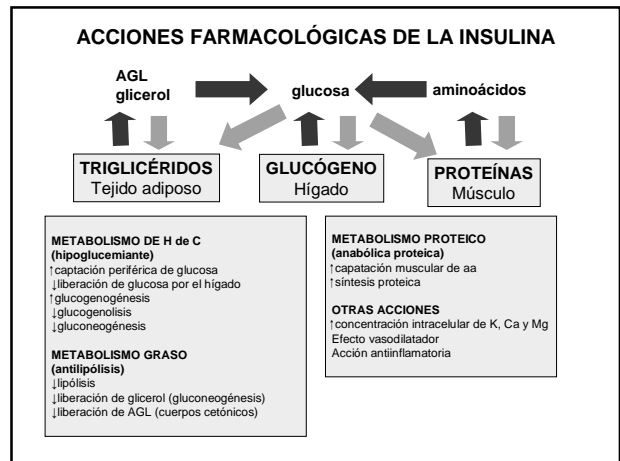 ACCIONES FARMACOLÓGICAS DE LA INSULINA
AGL
glicerol
glucosa
aminoácidos
TRIGLICÉRIDOS
Tejido adiposo
GLUCÓGENO
Hígado
PROTEÍNAS
Músculo
METABOLISMO DE H de C
(hipoglucemiante)
↑captación periférica de glucosa
↓liberación de glucosa por el hígado
↑glucogenogénesis
↓glucogenolisis
↓gluconeogénesis
METABOLISMO GRASO
(antilipólisis)
↓lipólisis
↓liberación de glicerol (gluconeogénesis)
↓liberación de AGL (cuerpos cetónicos)
METABOLISMO PROTEICO
(anabólica proteica)
↑capatación muscular de aa
↑síntesis proteica
OTRAS ACCIONES
↑concentración intracelular de K, Ca y Mg
Efecto vasodilatador
Acción antiinflamatoria